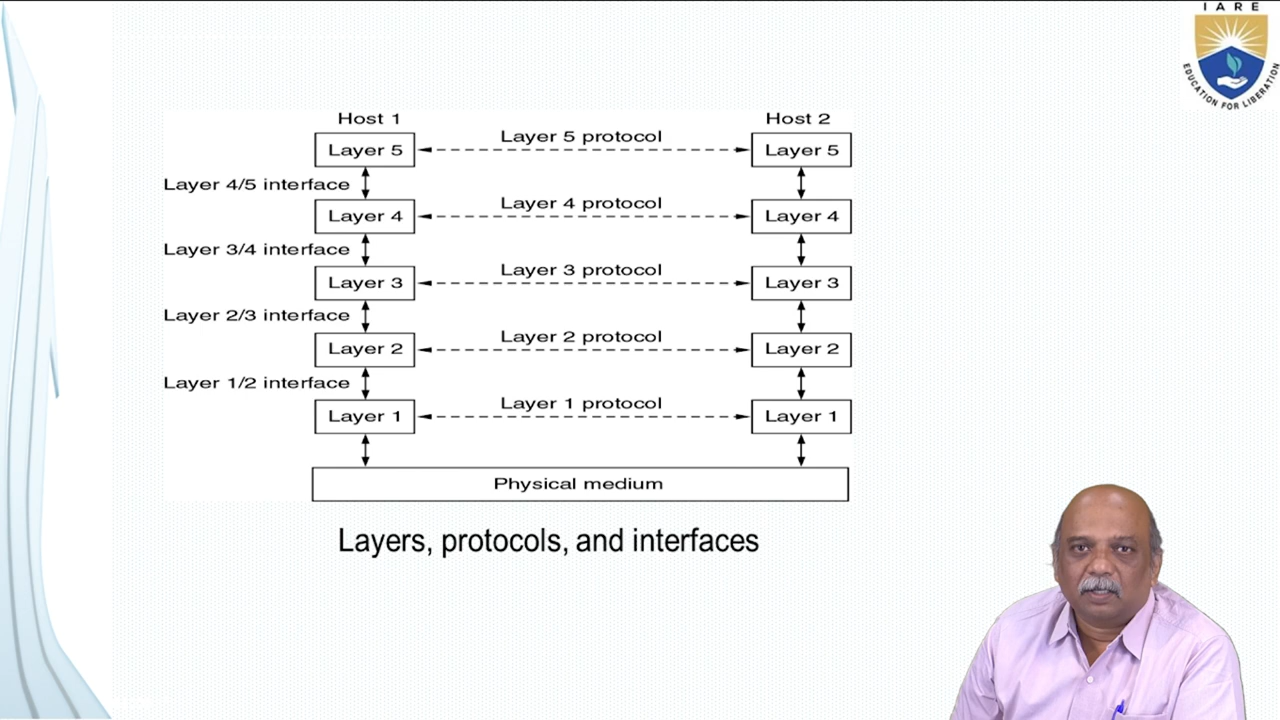 IARE
EDUCATION FOR LIBERATION
Host 1
Host 2
Layer 5 protocol
Layer 5
Layer 5
Layer 4/5 interface
Layer 4 protocol
Layer 4
Layer 4
Layer 3/4 interface
Layer 3 protocol
Layer 3
Layer 3
Layer 2/3 interface
Layer 2 protocol
Layer 2
Layer 2
Layer 1/2 interface
Layer 1 protocol
Layer 1
Layer 1
Physical medium
Layers, protocols, and interfaces